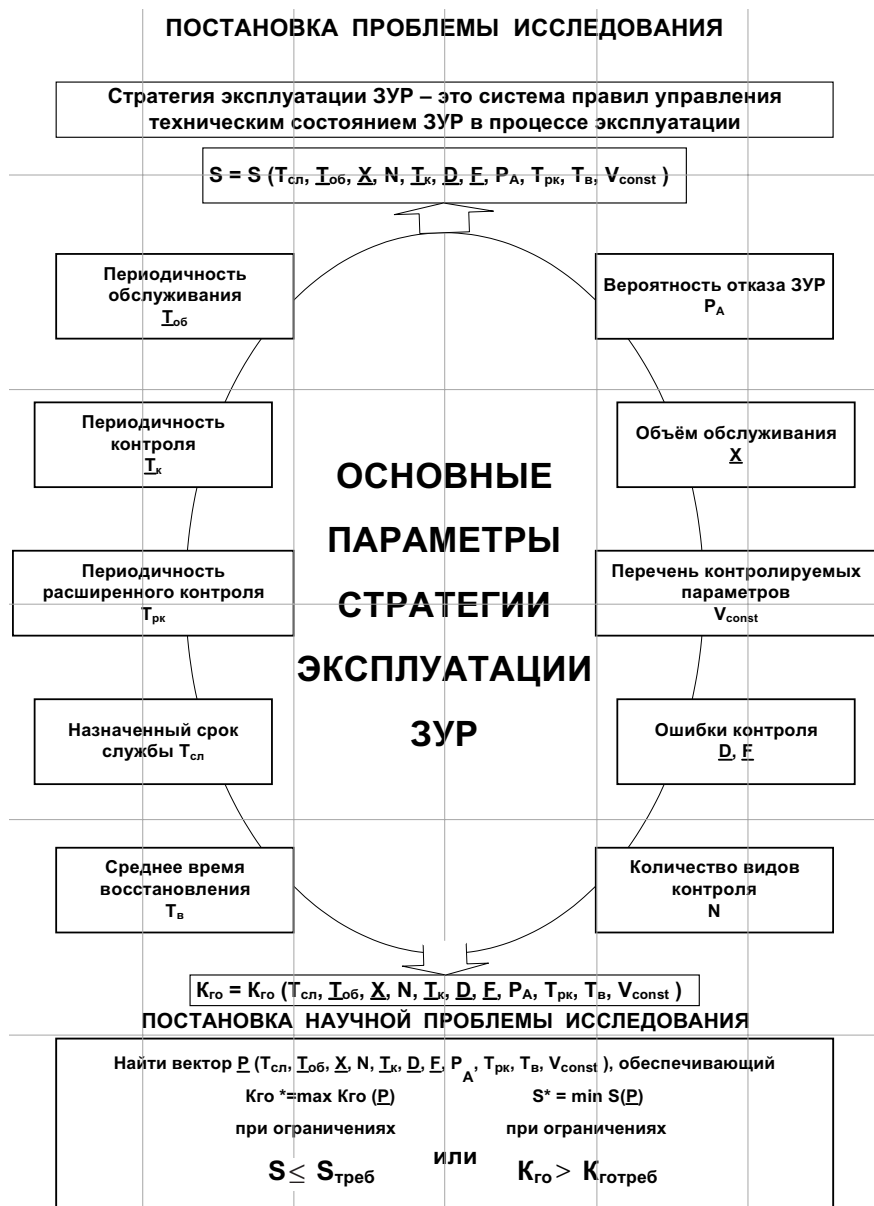 ПОСТАНОВКА ПРОБЛЕМЫ ИССЛЕДОВАНИЯ
Стратегия эксплуатации ЗУР – это система правил управления
техническим состоянием ЗУР в процессе эксплуатации
S = S (Tсл, Tоб, X, N, Tк, D, F, PА, Tрк, Tв, Vconst )
Периодичность
обслуживания
Tоб
Вероятность отказа ЗУР
PА
Периодичность
контроля
Tк
Объём обслуживания
X
ОСНОВНЫЕ
ПАРАМЕТРЫ
СТРАТЕГИИ
ЭКСПЛУАТАЦИИ
ЗУР
Периодичность
расширенного контроля
Tрк
Перечень контролируемых
параметров
Vconst
Назначенный срок
службы Tсл
Ошибки контроля
D, F
Среднее время
восстановления
Tв
Количество видов
контроля
N
Kго = Kго (Tсл, Tоб, X, N, Tк, D, F, PА, Tрк, Tв, Vconst )
ПОСТАНОВКА НАУЧНОЙ ПРОБЛЕМЫ ИССЛЕДОВАНИЯ
Найти вектор P (Tсл, Tоб, X, N, Tк, D, F, PА, Tрк, Tв, Vconst ), обеспечивающий
Kго *=max Kго (P) S* = min S(P)
при ограничениях при ограничениях
S ≤ Sтреб или Kго > Kготреб